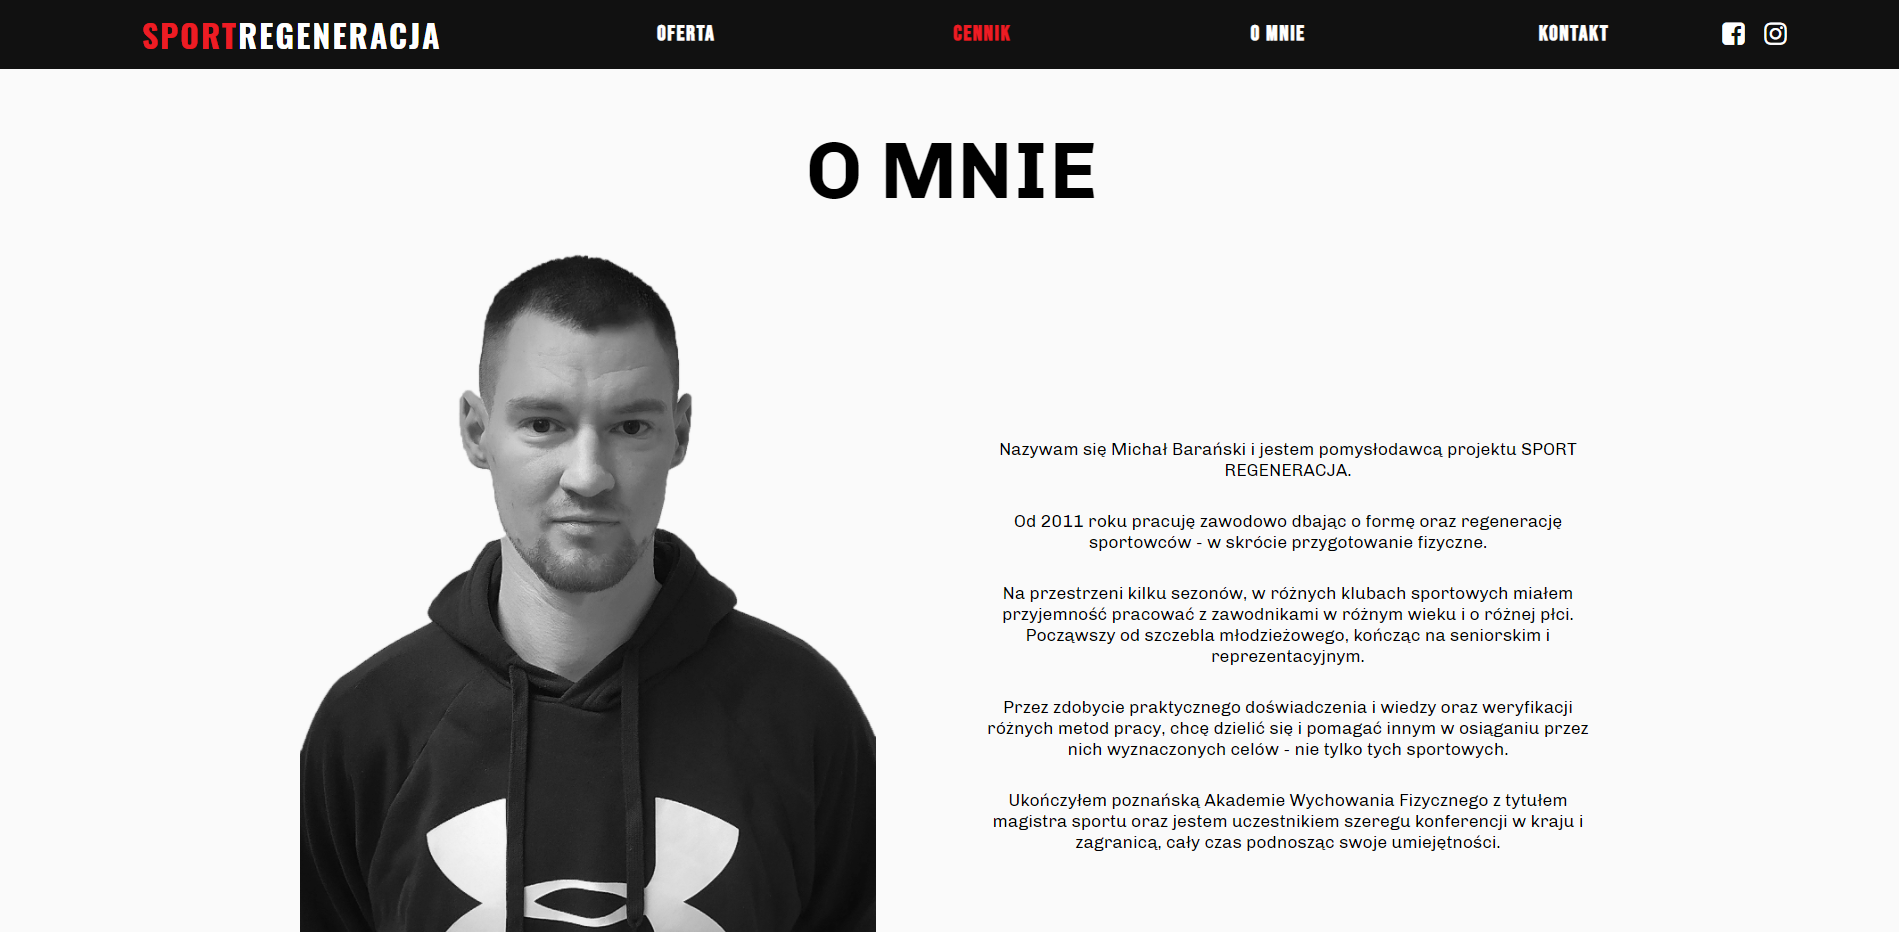 SPORTREGENERACJA
OFERTA
CENNIK
O MNIE
KONTAKT
O MNIE
Nazywam się Michał Barański i jestem pomysłodawcą projektu SPORT
REGENERACJA.
Od 2011 roku pracuję zawodowo dbając o formę oraz regenerację
sportowców - w skrócie przygotowanie fizyczne.
Na przestrzeni kilku sezonów, w różnych klubach sportowych miałem
przyjemność pracować z zawodnikami w różnym wieku i o różnej płci.
Począwszy od szczebla młodzieżowego, kończąc na seniorskim i
reprezentacyjnym.
Przez zdobycie praktycznego doświadczenia i wiedzy oraz weryfikacji
różnych metod pracy, chcę dzielić się i pomagać innym w osiąganiu przez
nich wyznaczonych celów - nie tylko tych sportowych.
Ukończyłem poznańską Akademie Wychowania Fizycznego z tytułem
magistra sportu oraz jestem uczestnikiem szeregu konferencji w kraju i
zagranicą, cały czas podnosząc swoje umiejętności.